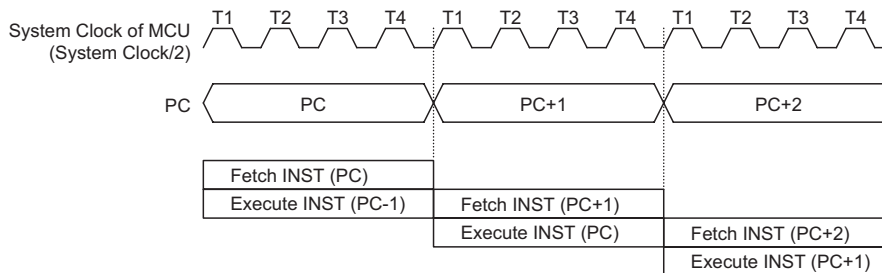 T1 T2 T3 T4 T1 T2 T3 T4 T1 T2 T3 T4
System Clock of MCU
(System Clock/2)
PC PC PC+1 PC+2
Fetch INST (PC)
Execute INST (PC-1) Fetch INST (PC+1)
Execute INST (PC) Fetch INST (PC+2)
Execute INST (PC+1)